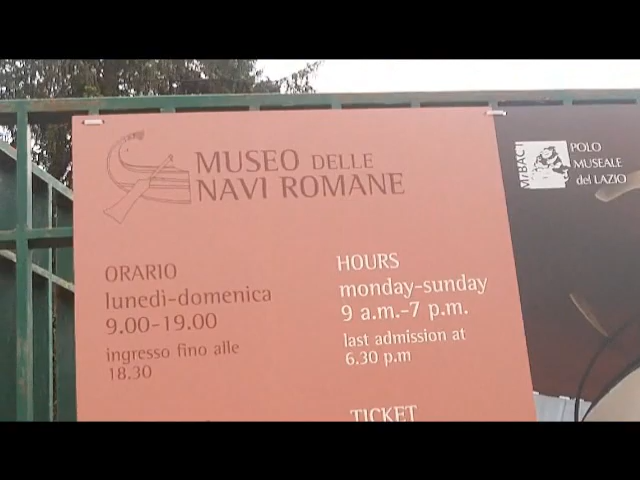 MUSEO DELLE
NAVI ROMANE
ORARIO
lunedì-domenica
9.00-19.00
ingresso fino alle
18.30
HOURS
monday-sunday
9 a.m.-7 p.m.
last admission at
6.30 p.m
TICKET
MiBACT
POLO
MUSEALE
del LAZIO